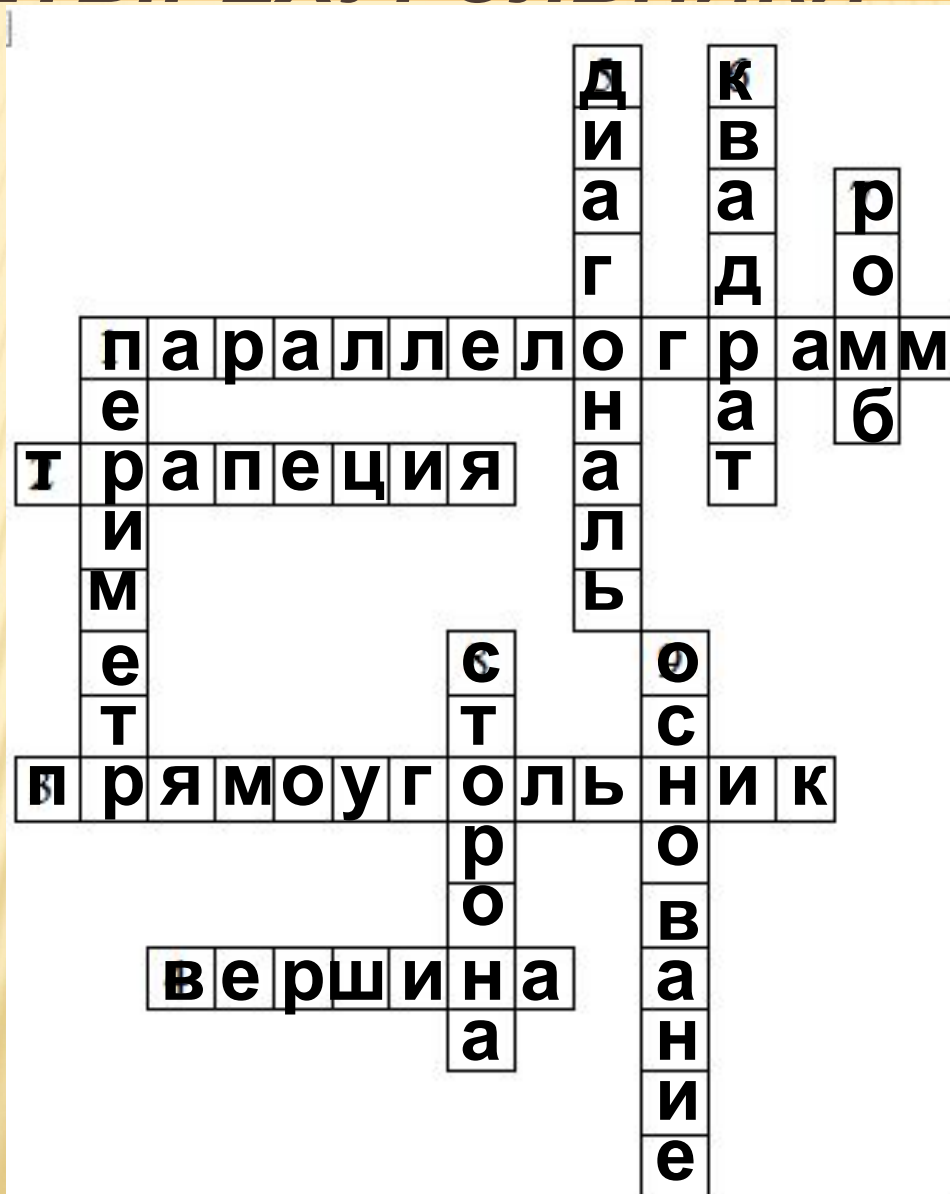 диагональ
квадрат
ромб
параллелограмм
периметр
трапеция
сторона
основание
прямоугольник
вершина